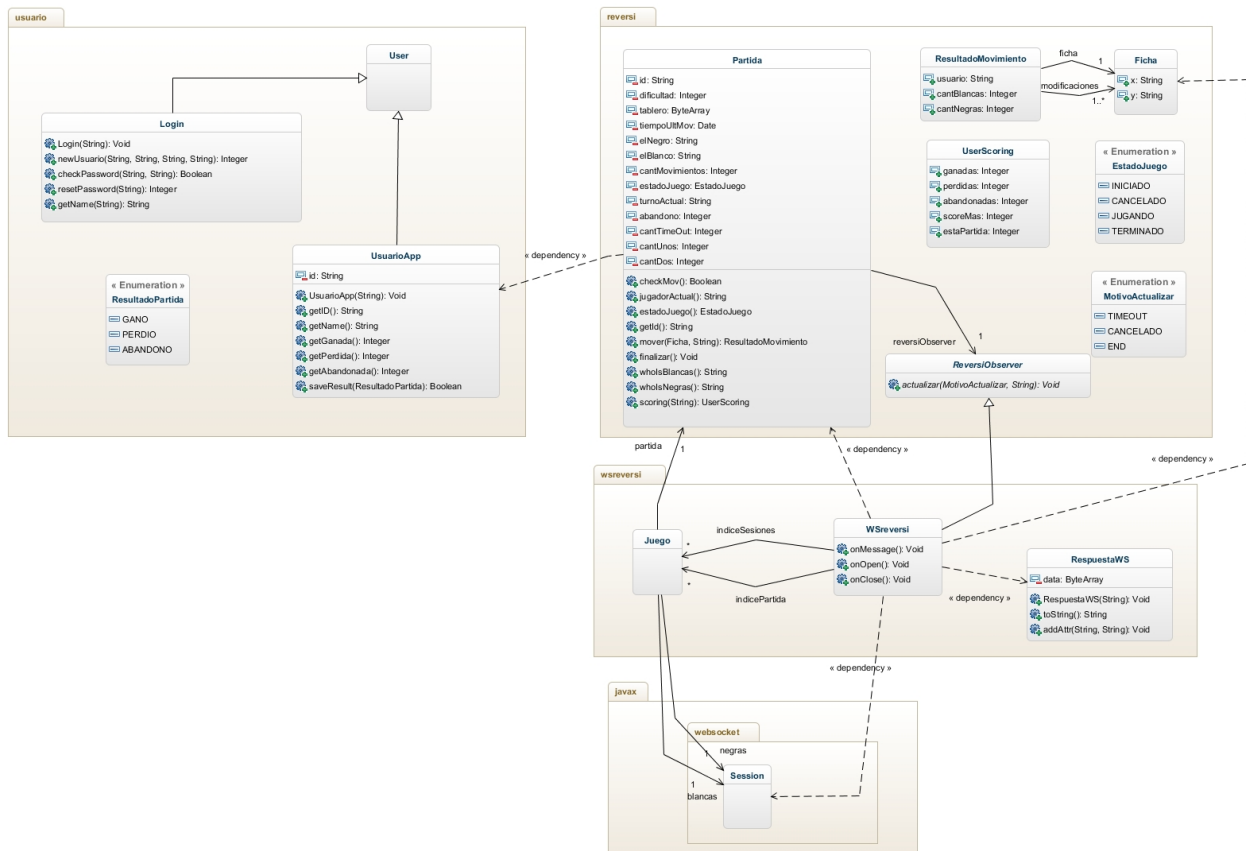 usuario
User
Login
Login(String): Void
newUsuario(String, String, String, String): Integer
checkPassword(String, String): Boolean
resetPassword(String): Integer
getName(String): String
« Enumeration »
ResultadoPartida
GANO
PERDIO
ABANDONO
UsuarioApp
id: String
UsuarioApp(String): Void
getID(): String
getName(): String
getGanada(): Integer
getPerdida(): Integer
getAbandonada(): Integer
saveResult(ResultadoPartida): Boolean
« dependency »
reversi
Partida
id: String
dificultad: Integer
tablero: ByteArray
tiempoUltMov: Date
elNegro: String
elBlanco: String
cantMovimientos: Integer
estadoJuego: EstadoJuego
turnoActual: String
abandono: Integer
cantTimeOut: Integer
cantUnos: Integer
cantDos: Integer
checkMov(): Boolean
jugadorActual(): String
estadoJuego(): EstadoJuego
getId(): String
mover(Ficha, String): ResultadoMovimiento
finalizar(): Void
whoIsBlancas(): String
whoIsNegras(): String
scoring(String): UserScoring
ResultadoMovimiento
usuario: String
cantBlancas: Integer
cantNegras: Integer
ficha
1
modificaciones
1..*
Ficha
x: String
y: String
UserScoring
ganadas: Integer
perdidas: Integer
abandonadas: Integer
scoreMas: Integer
estaPartida: Integer
« Enumeration »
EstadoJuego
INICIADO
CANCELADO
JUGANDO
TERMINADO
« Enumeration »
MotivoActualizar
TIMEOUT
CANCELADO
END
reversiObserver
1
ReversiObserver
actualizar(MotivoActualizar, String): Void
partida
1
« dependency »
« dependency »
wsreversi
Juego
indiceSesiones
*
*
indicePartida
WSreversi
onMessage(): Void
onOpen(): Void
onClose(): Void
« dependency »
RespuestaWS
data: ByteArray
RespuestaWS(String): Void
toString(): String
addAttr(String, String): Void
« dependency »
javax
websocket
1
negras
1
blancas
Session